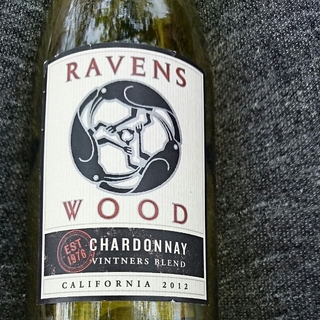 RAVENS
WOOD
EST
1976
CHARDONNAY
VINTNERS BLEND
CALIFORNIA 2012